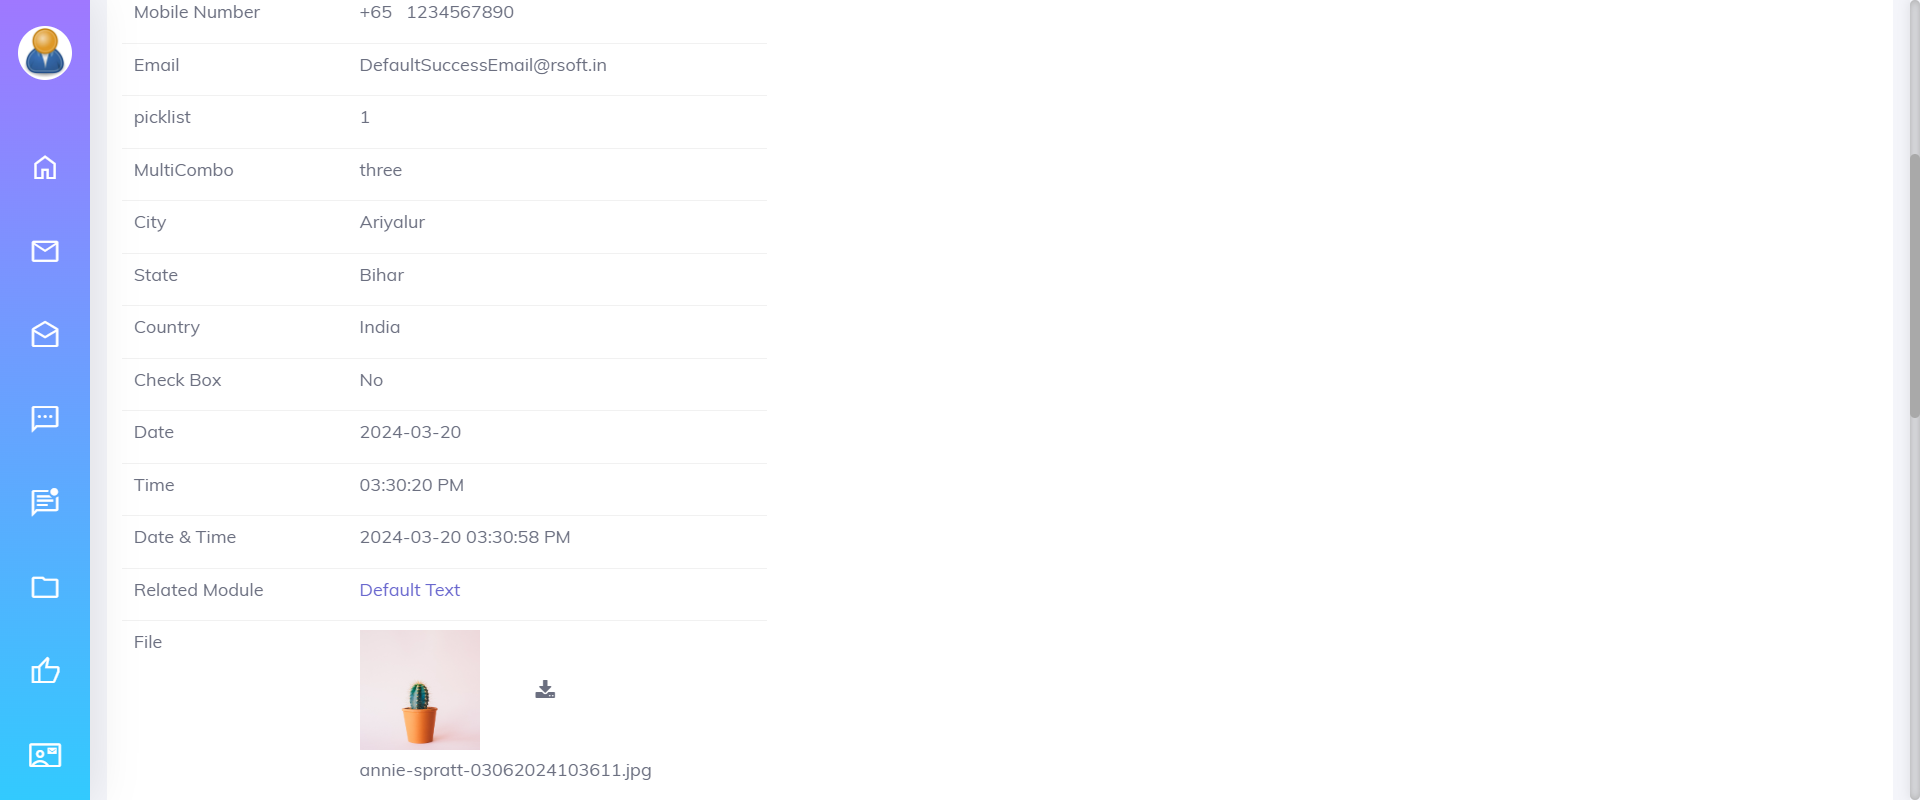 Mobile Number +65 1234567890
Email DefaultSuccessEmail@rsoft.in
picklist 1
MultiCombo three
City Ariyalur
State Bihar
Country India
Check Box No
Date 2024-03-20
Time 03:30:20 PM
Date & Time 2024-03-20 03:30:58 PM
Related Module Default Text
File
annie-spratt-03062024103611.jpg